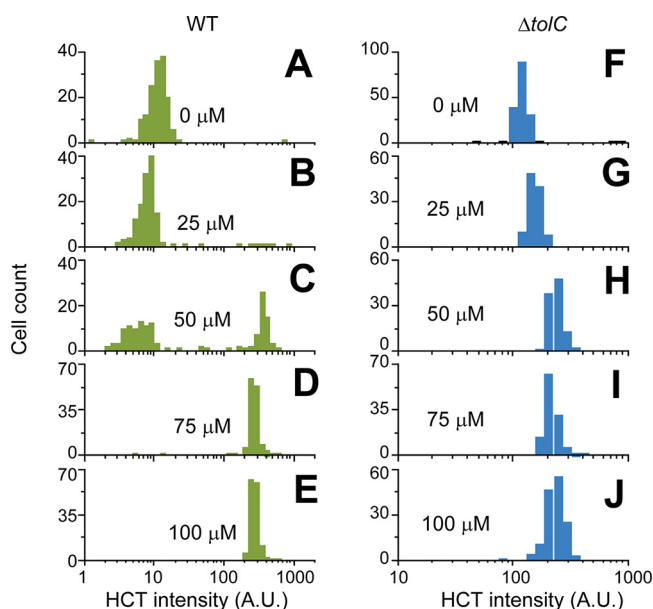 WT
ΔtolC
40
20
0
A
0 μM
100
50
0
F
0 μM
40
20
0
B
25 μM
60
30
0
G
25 μM
Cell count
40
20
0
C
50 μM
60
30
0
H
50 μM
70
35
0
D
75 μM
70
35
0
I
75 μM
70
35
0
E
100 μM
60
30
0
J
100 μM
1 10 100 1000
10 100 1000
HCT intensity (A.U.)
HCT intensity (A.U.)